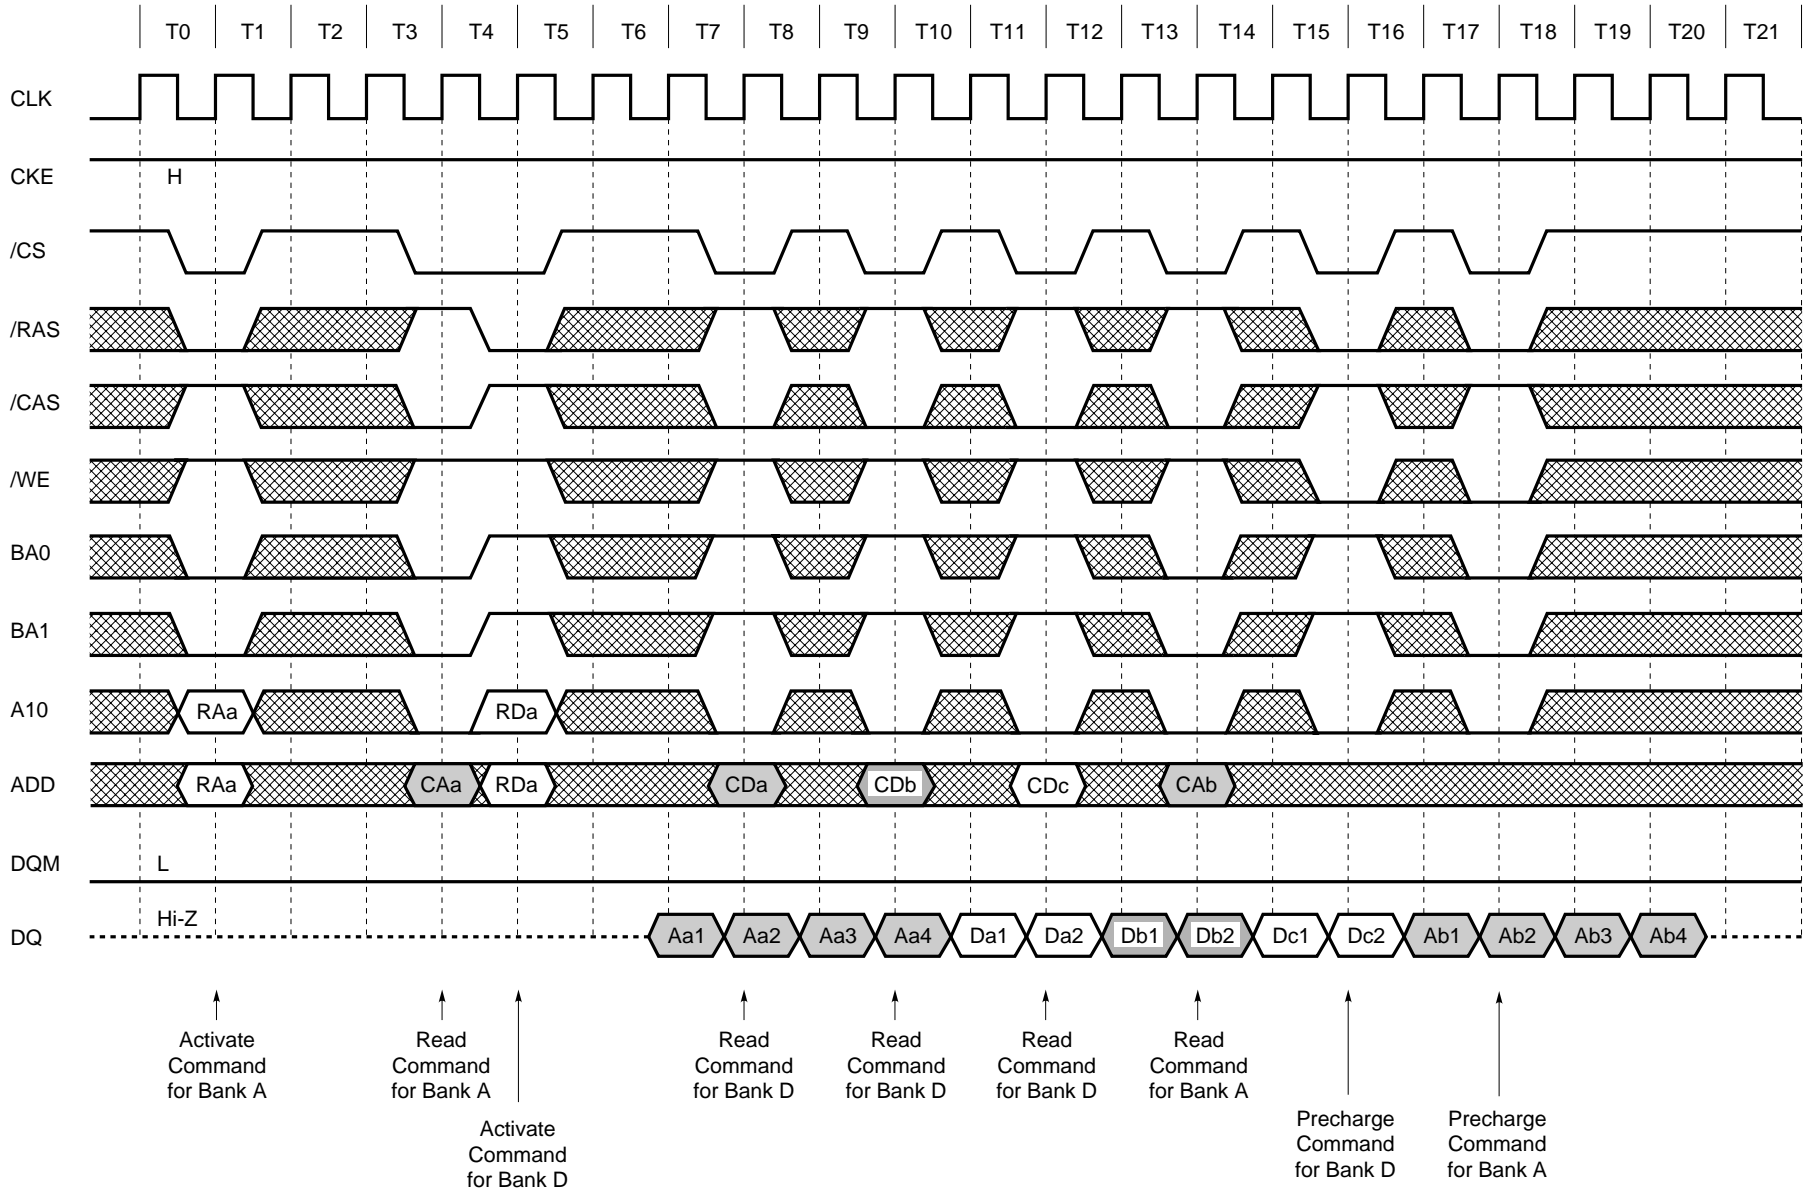 T0 T1 T2 T3 T4 T5 T6 T7 T8 T9 T10 T11 T12 T13 T14 T15 T16 T17 T18 T19 T20 T21
CLK
CKE H
/CS
/RAS
/CAS
/WE
BA0
BA1
A10 RAa RDa
ADD RAa CAa RDa CDa CDb CDc CAb
DQM L
Hi-Z
DQ Aa1 Aa2 Aa3 Aa4 Da1 Da2 Db1 Db2 Dc1 Dc2 Ab1 Ab2 Ab3 Ab4
Activate
Command
for Bank A
Read
Command
for Bank A
Activate
Command
for Bank D
Read
Command
for Bank D
Read
Command
for Bank D
Read
Command
for Bank D
Read
Command
for Bank A
Precharge
Command
for Bank D
Precharge
Command
for Bank A